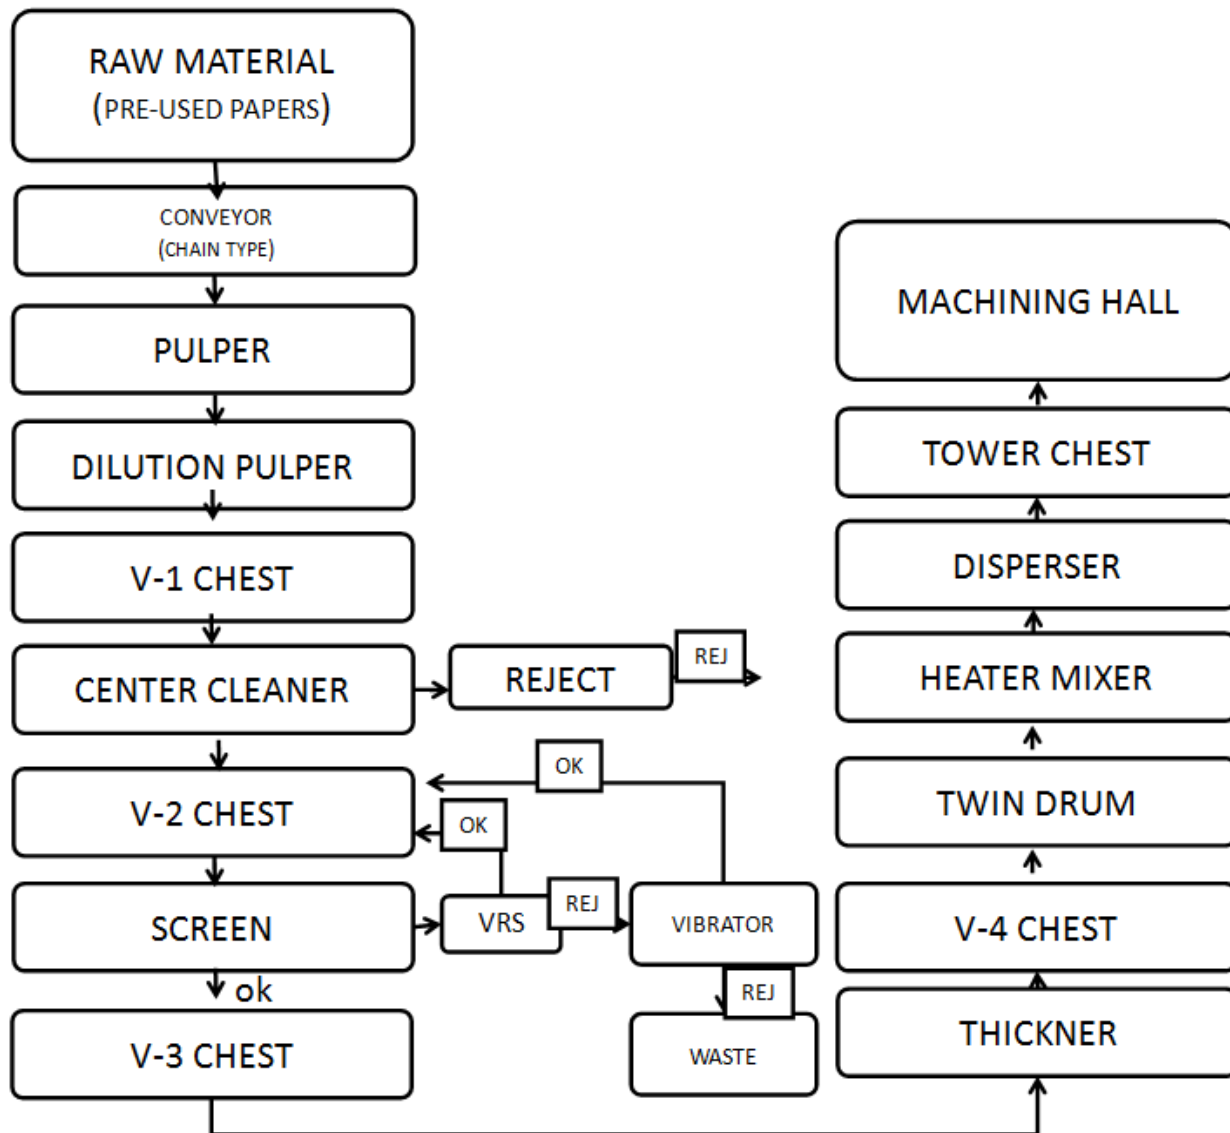 RAW MATERIAL
(PRE-USED PAPERS)
CONVEYOR
(CHAIN TYPE)
PULPER
DILUTION PULPER
V-1 CHEST
CENTER CLEANER
REJECT
REJ
V-2 CHEST
OK
OK
SCREEN
VRS
REJ
VIBRATOR
ok
REJ
V-3 CHEST
WASTE
MACHINING HALL
TOWER CHEST
DISPERSER
HEATER MIXER
TWIN DRUM
V-4 CHEST
THICKNER